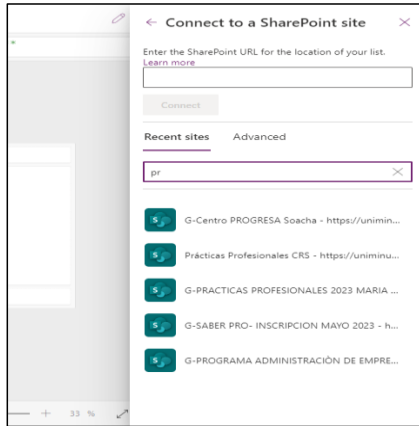 Connect to a SharePoint site
Enter the SharePoint URL for the location of your list.
Learn more
Connect
Recent sites Advanced
pr
G-Centro PROGRESA Soacha - https://unimin...
Prácticas Profesionales CRS - https://uniminu...
G-PRACTICAS PROFESIONALES 2023 MARIA ...
G-SABER PRO- INSCRIPCION MAYO 2023 - h...
G-PROGRAMA ADMINISTRACIÓN DE EMPRE...
33 %